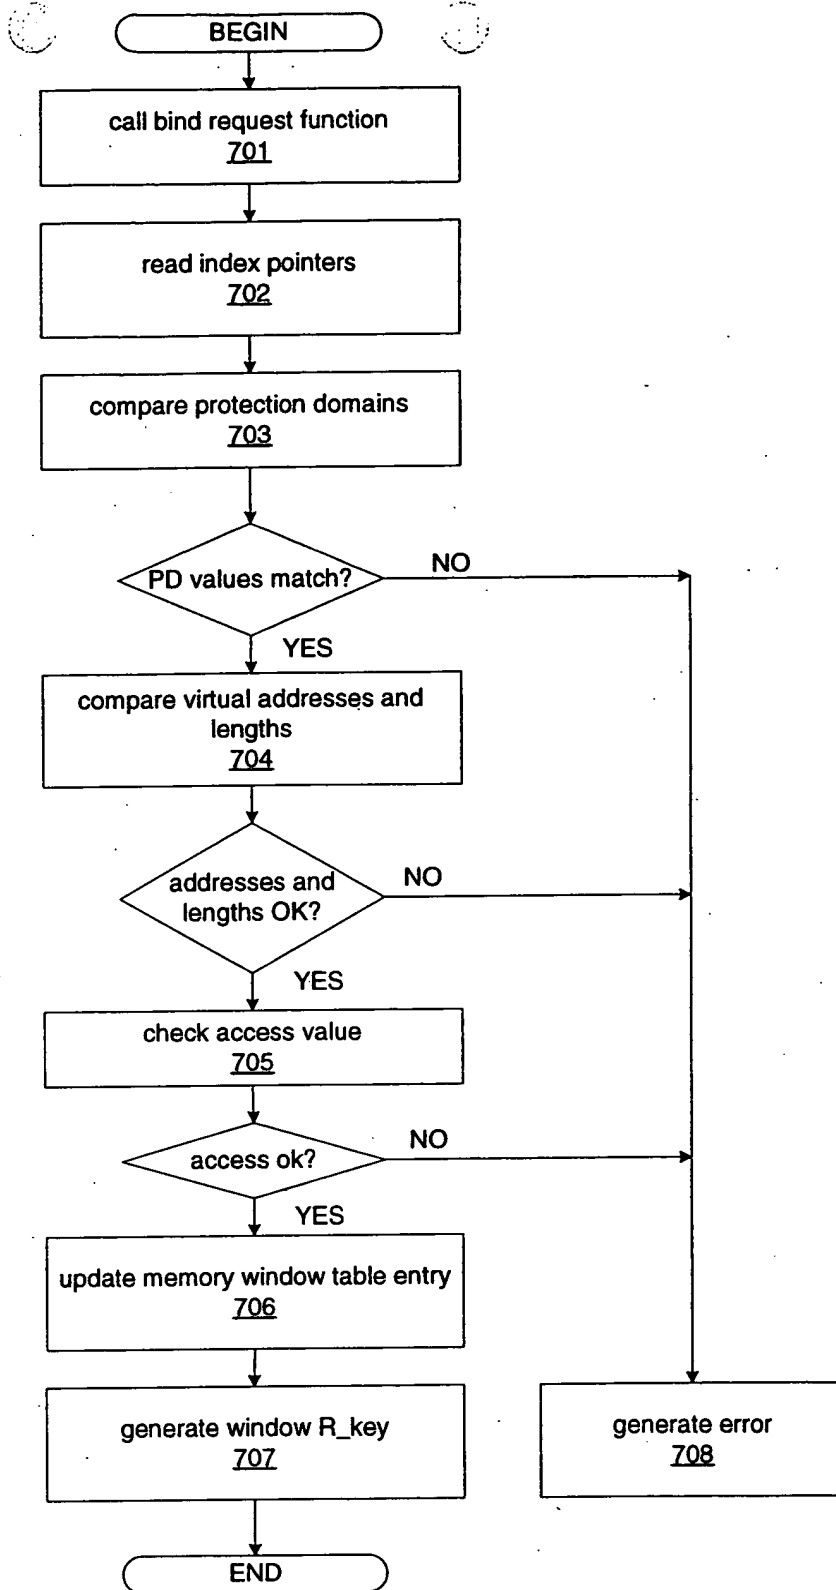 BEGIN
call bind request function
701
read index pointers
702
compare protection domains
703
PD values match?
NO
YES
compare virtual addresses and
lengths
704
addresses and
lengths OK?
NO
YES
check access value
705
access ok?
NO
YES
update memory window table entry
706
generate window R_key
707
generate error
708
END